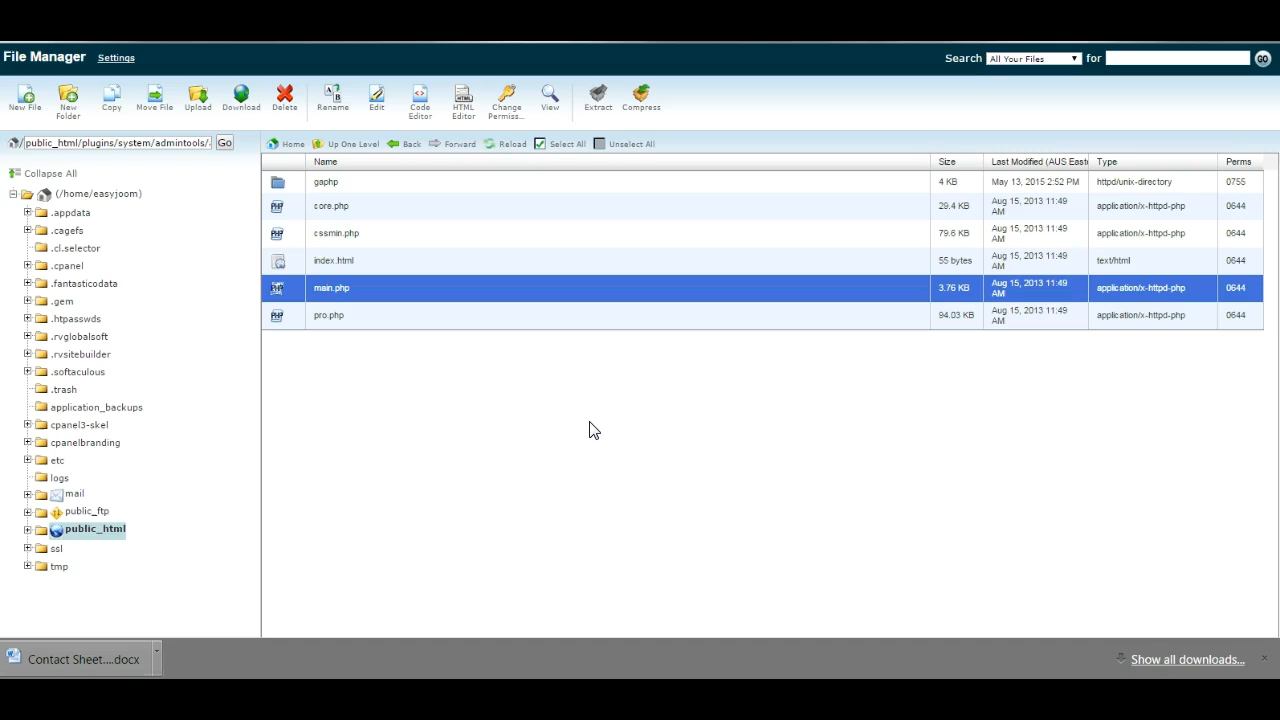 File Manager Settings Search All Your Files for GO
New File New Folder Copy Move File Upload Download Delete Rename Edit Code Editor HTML Editor Change Permiss... View Extract Compress
/ public_html/plugins/system/admintools/. Go
Home Up One Level Back Forward Reload Select All Unselect All
Collapse All
(/home/easyjoom)
.appdata
.cagefs
.cl.selector
.cpanel
.fantasticodata
.gem
.htpasswds
.rvglobalsoft
.rvsitebuilder
.softaculous
.trash
application_backups
cpanel3-skel
cpanelbranding
etc
logs
mail
public_ftp
public_html
ssl
tmp
Name Size Last Modified (AUS Easte Type Perms
gaphp 4 KB May 13, 2015 2:52 PM httpd/unix-directory 0755
core.php 29.4 KB Aug 15, 2013 11:49 AM application/x-httpd-php 0644
cssmin.php 79.6 KB Aug 15, 2013 11:49 AM application/x-httpd-php 0644
index.html 55 bytes Aug 15, 2013 11:49 AM text/html 0644
main.php 3.76 KB Aug 15, 2013 11:49 AM application/x-httpd-php 0644
pro.php 94.03 KB Aug 15, 2013 11:49 AM application/x-httpd-php 0644
Contact Sheet....docx Show all downloads...